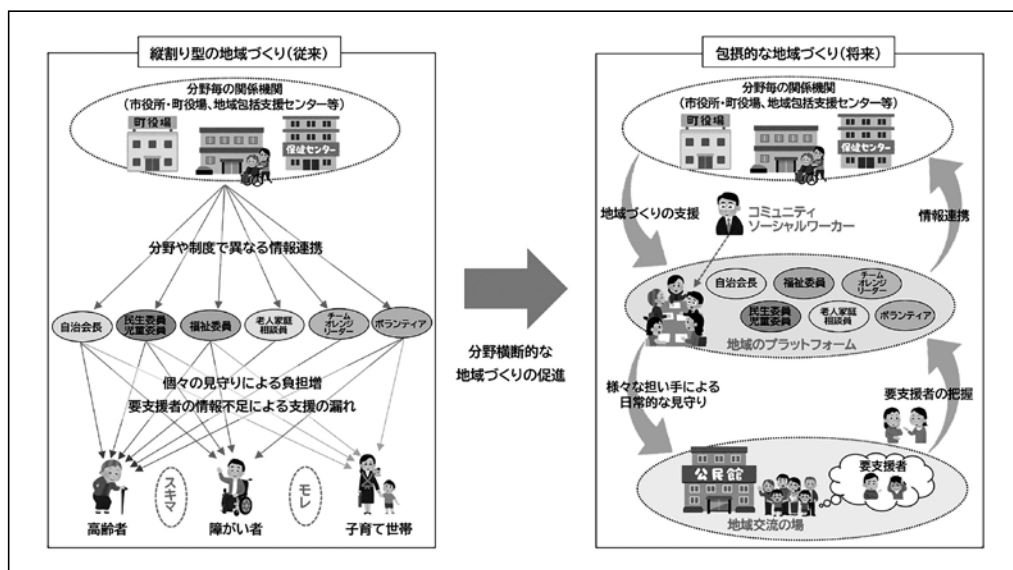 縦割り型の地域づくり(従来)
分野毎の関係機関
(市役所・町役場、地域包括支援センター等)
町役場
保健センター
分野や制度で異なる情報連携
自治会長
民生委員
児童委員
福祉委員
老人家庭
相談員
チーム
オレンジ
リーダー
ボランティア
個々の見守りによる負担増
要支援者の情報不足による支援の漏れ
スキマ
モレ
高齢者
障がい者
子育て世帯
分野横断的な
地域づくりの促進
包摂的な地域づくり(将来)
分野毎の関係機関
(市役所・町役場、地域包括支援センター等)
町役場
保健センター
地域づくりの支援
コミュニティ
ソーシャルワーカー
情報連携
自治会長
福祉委員
チーム
オレンジ
リーダー
民生委員
児童委員
老人家庭
相談員
ボランティア
地域のプラットフォーム
様々な担い手による
日常的な見守り
要支援者の把握
公民館
要支援者
地域交流の場